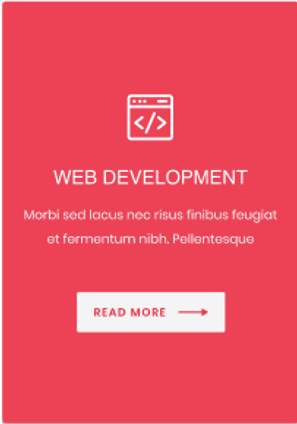 WEB DEVELOPMENT
Morbi sed lacus nec risus finibus feugiat
et fermentum nibh. Pellentesque
READ MORE